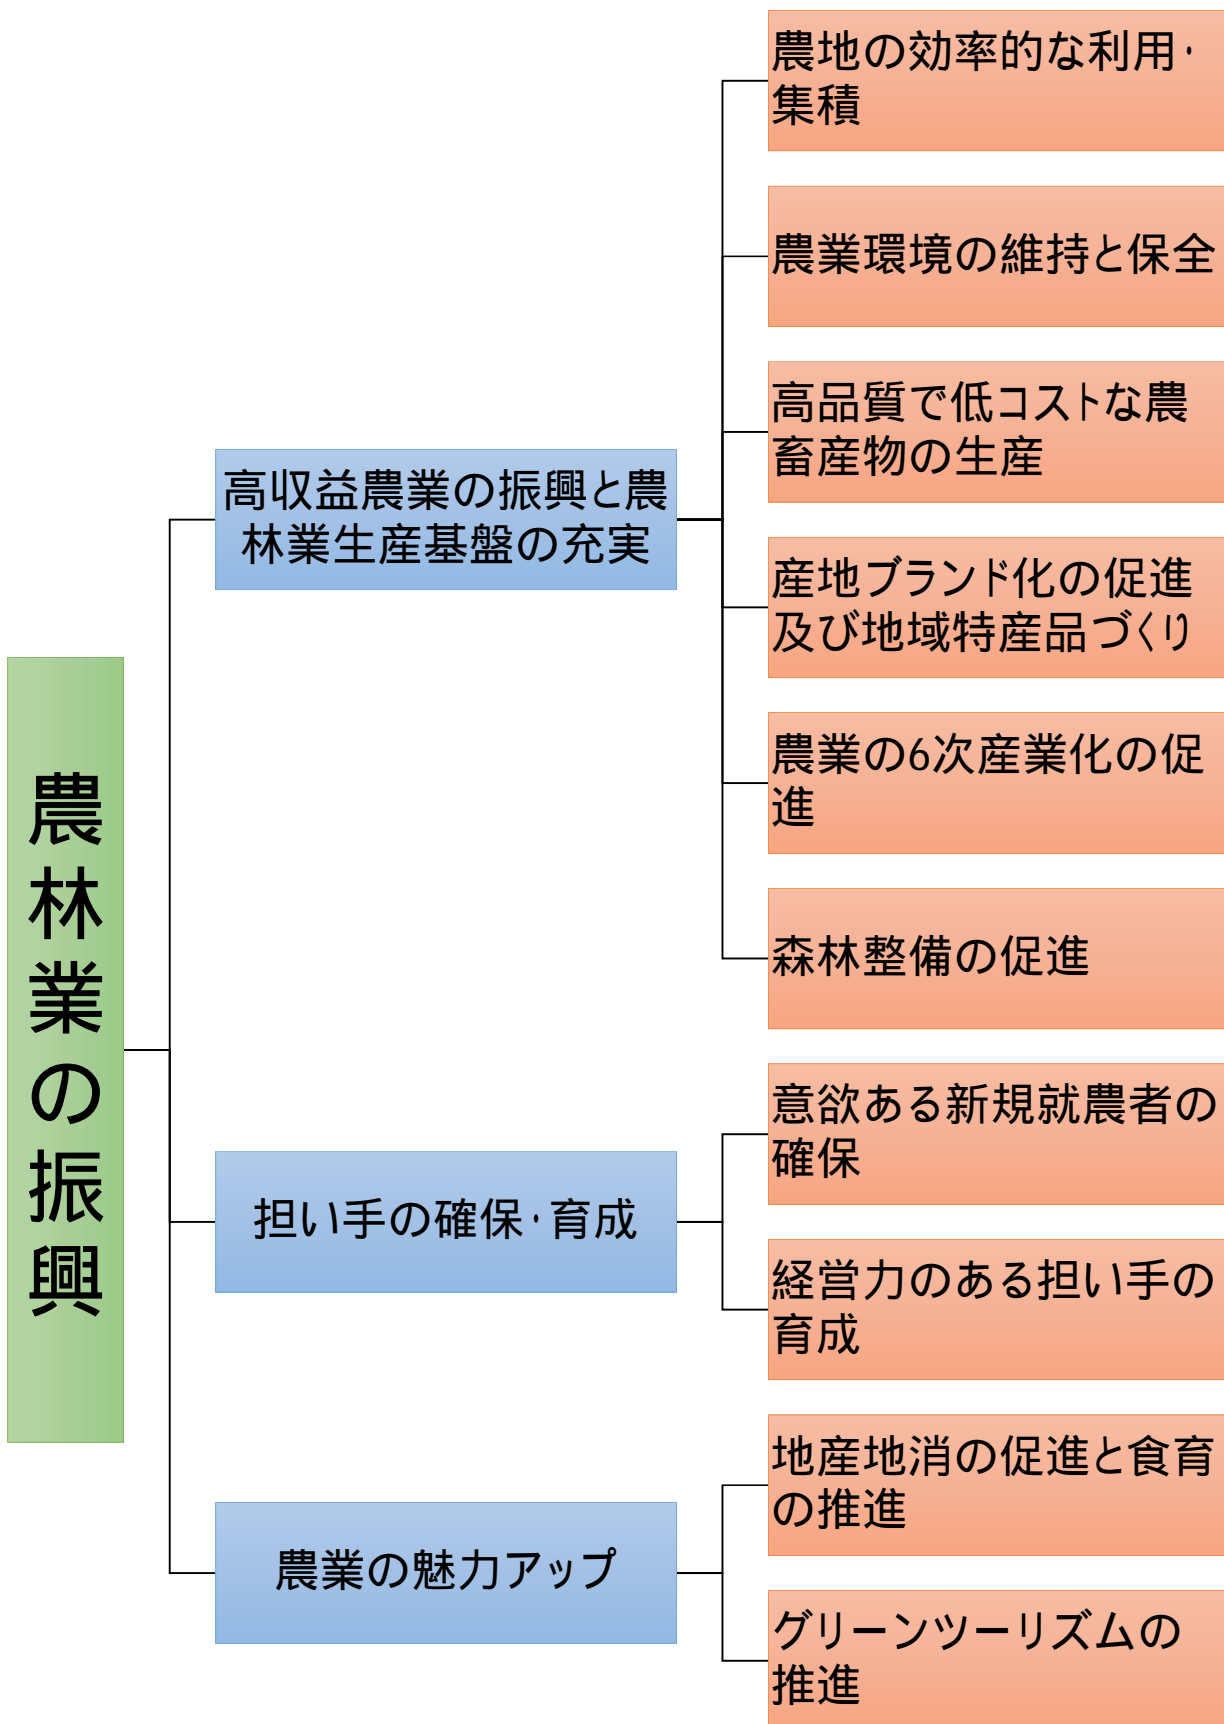 農林業の振興
高収益農業の振興と農
林業生産基盤の充実
農地の効率的な利用・
集積
農業環境の維持と保全
高品質で低コストな農
畜産物の生産
産地ブランド化の促進
及び地域特産品づくり
農業の6次産業化の促
進
森林整備の促進
担い手の確保・育成
意欲ある新規就農者の
確保
経営力のある担い手の
育成
農業の魅力アップ
地産地消の促進と食育
の推進
グリーンツーリズムの
推進